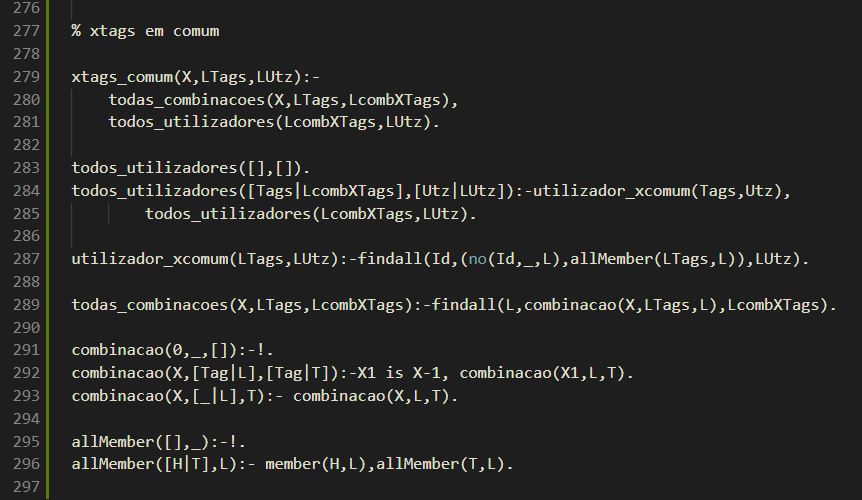 276
277 % xtags em comum
278
279 xtags_comum(X,LTags,LUtz):-
280 todas_combinacoes(X,LTags,LcombXTags),
281 todos_utilizadores(LcombXTags,LUtz).
282
283 todos_utilizadores([],[]).
284 todos_utilizadores([Tags|LcombXTags],[Utz|LUtz]):-utilizador_xcomum(Tags,Utz),
285 todos_utilizadores(LcombXTags,LUtz).
286
287 utilizador_xcomum(LTags,LUtz):-findall(Id,(no(Id,_,L),allMember(LTags,L)),LUtz).
288
289 todas_combinacoes(X,LTags,LcombXTags):-findall(L,combinacao(X,LTags,L),LcombXTags).
290
291 combinacao(0,_,[]):-!.
292 combinacao(X,[Tag|L],[Tag|T]):-X1 is X-1, combinacao(X1,L,T).
293 combinacao(X,[_|L],T):- combinacao(X,L,T).
294
295 allMember([],_):-!.
296 allMember([H|T],L):- member(H,L),allMember(T,L).
297